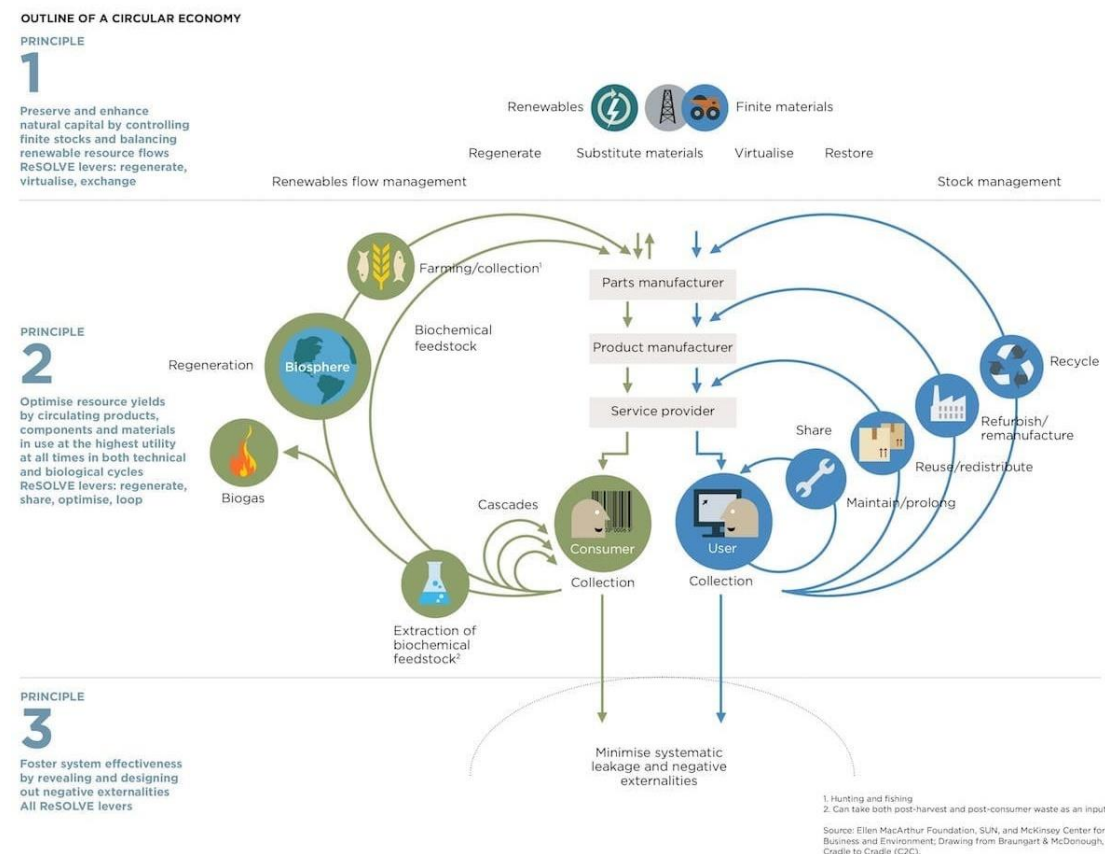 OUTLINE OF A CIRCULAR ECONOMY
PRINCIPLE
1
Preserve and enhance
natural capital by controlling
finite stocks and balancing
renewable resource flows
ReSOLVE levers: regenerate,
virtualise, exchange
Renewables
Finite materials
Regenerate
Substitute materials
Virtualise
Restore
Renewables flow management
Stock management
PRINCIPLE
2
Optimise resource yields
by circulating products,
components and materials
in use at the highest utility
at all times in both technical
and biological cycles
ReSOLVE levers: regenerate,
share, optimise, loop
Farming/collection¹
Parts manufacturer
Biochemical
feedstock
Product manufacturer
Regeneration
Biosphere
Recycle
Service provider
Refurbish/
remanufacture
Share
Reuse/redistribute
Biogas
Cascades
Maintain/prolong
Consumer
User
Collection
Collection
Extraction of
biochemical
feedstock²
PRINCIPLE
3
Foster system effectiveness
by revealing and designing
out negative externalities
All ReSOLVE levers
Minimise systematic
leakage and negative
externalities
1. Hunting and fishing
2. Can take both post-harvest and post-consumer waste as an input
Source: Ellen MacArthur Foundation, SUN, and McKinsey Center for
Business and Environment; Drawing from Braungart & McDonough,
Cradle to Cradle (C2C).